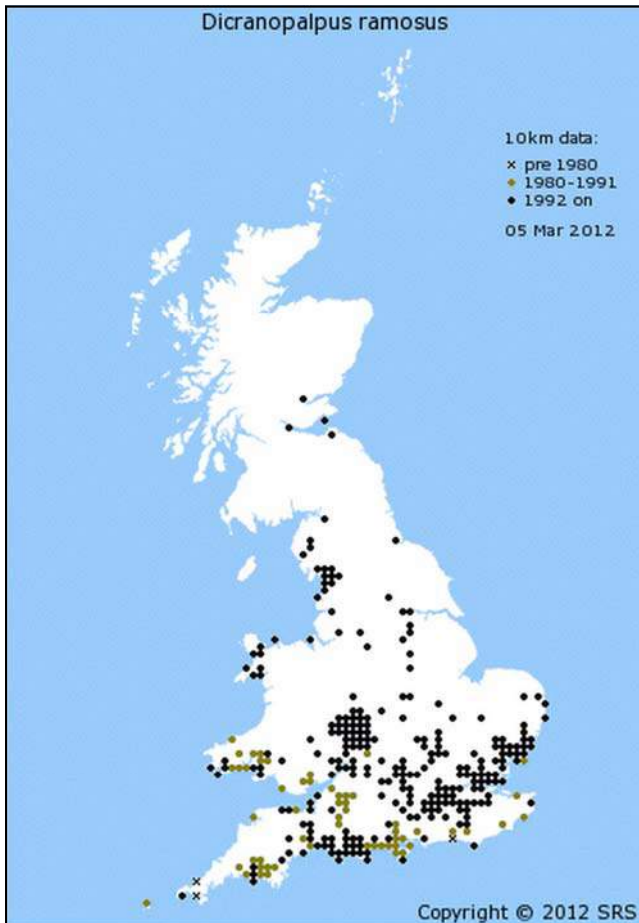 Dicranopalpus ramosus
10km data:
× pre 1980
1980-1991
1992 on
05 Mar 2012
Copyright © 2012 SRS